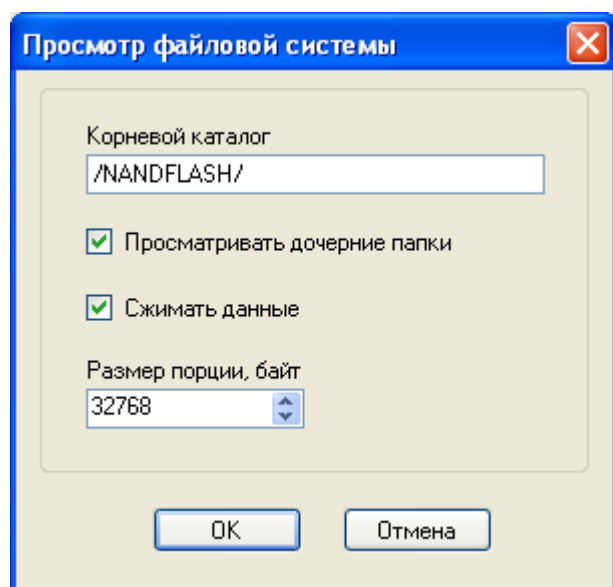 Просмотр файловой системы
Корневой каталог
/NANDFLASH/
Просматривать дочерние папки
Сжимать данные
Размер порции, байт
32768
OK
Отмена